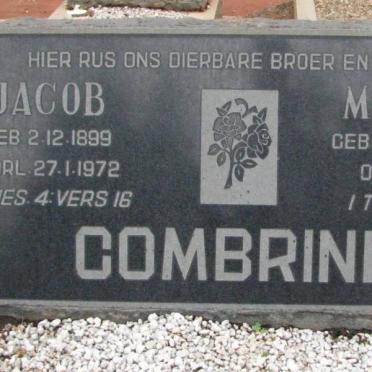 HIER RUS ONS DIERBARE BROER EN
JACOB M
GEB 2.12.1899 GEB
ORL. 27.1.1972 O
4: VERS 16 1 T
COMBRIN